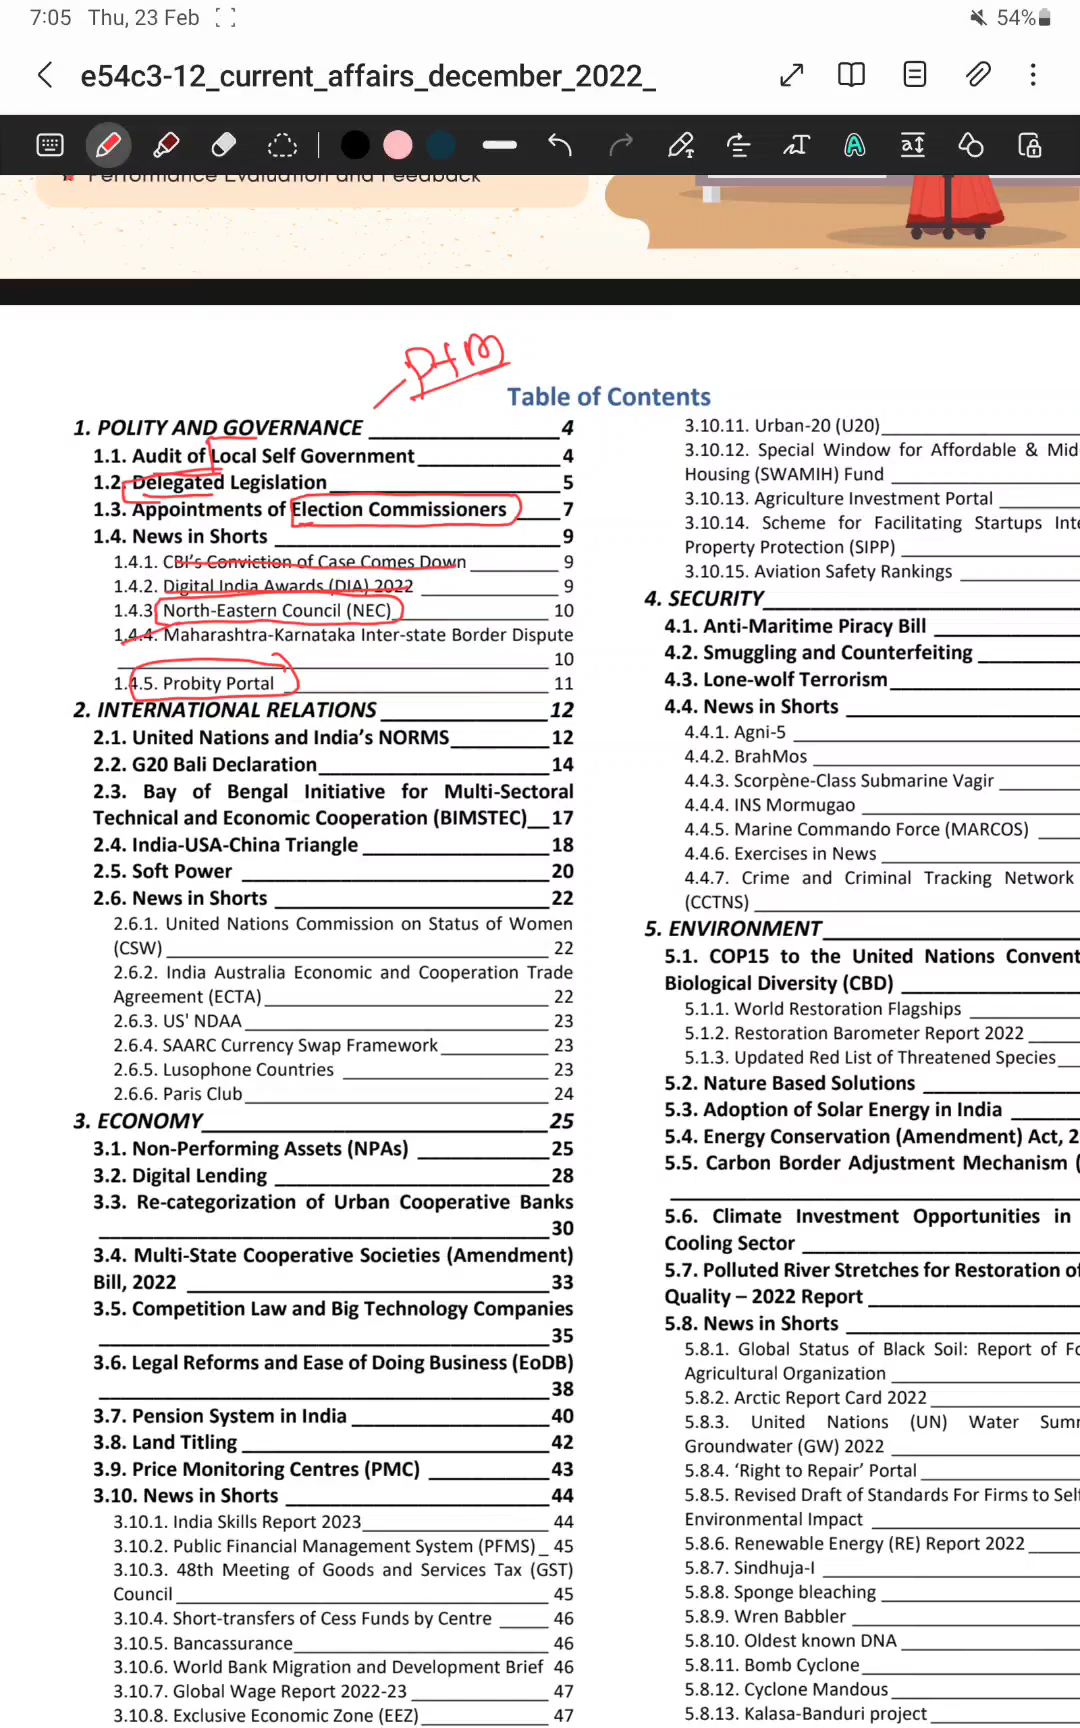 7:05 Thu, 23 Feb
54%
e54c3-12_current_affairs_december_2022_
Performance Evaluation and Feedback
P+M
Table of Contents
1. POLITY AND GOVERNANCE 4
1.1. Audit of Local Self Government 4
1.2. Delegated Legislation 5
1.3. Appointments of Election Commissioners 7
1.4. News in Shorts 9
1.4.1. CBI's Conviction of Case Comes Down 9
1.4.2. Digital India Awards (DIA) 2022 9
1.4.3. North-Eastern Council (NEC) 10
1.4.4. Maharashtra-Karnataka Inter-state Border Dispute
10
1.4.5. Probity Portal 11
2. INTERNATIONAL RELATIONS 12
2.1. United Nations and India's NORMS 12
2.2. G20 Bali Declaration 14
2.3. Bay of Bengal Initiative for Multi-Sectoral
Technical and Economic Cooperation (BIMSTEC) 17
2.4. India-USA-China Triangle 18
2.5. Soft Power 20
2.6. News in Shorts 22
2.6.1. United Nations Commission on Status of Women
(CSW) 22
2.6.2. India Australia Economic and Cooperation Trade
Agreement (ECTA) 22
2.6.3. US' NDAA 23
2.6.4. SAARC Currency Swap Framework 23
2.6.5. Lusophone Countries 23
2.6.6. Paris Club 24
3. ECONOMY 25
3.1. Non-Performing Assets (NPAs) 25
3.2. Digital Lending 28
3.3. Re-categorization of Urban Cooperative Banks
30
3.4. Multi-State Cooperative Societies (Amendment)
Bill, 2022 33
3.5. Competition Law and Big Technology Companies
35
3.6. Legal Reforms and Ease of Doing Business (EoDB)
38
3.7. Pension System in India 40
3.8. Land Titling 42
3.9. Price Monitoring Centres (PMC) 43
3.10. News in Shorts 44
3.10.1. India Skills Report 2023 44
3.10.2. Public Financial Management System (PFMS) 45
3.10.3. 48th Meeting of Goods and Services Tax (GST)
Council 45
3.10.4. Short-transfers of Cess Funds by Centre 46
3.10.5. Bancassurance 46
3.10.6. World Bank Migration and Development Brief 46
3.10.7. Global Wage Report 2022-23 47
3.10.8. Exclusive Economic Zone (EEZ) 47
3.10.11. Urban-20 (U20)
3.10.12. Special Window for Affordable & Mid
Housing (SWAMIH) Fund
3.10.13. Agriculture Investment Portal
3.10.14. Scheme for Facilitating Startups Inte
Property Protection (SIPP)
3.10.15. Aviation Safety Rankings
4. SECURITY
4.1. Anti-Maritime Piracy Bill
4.2. Smuggling and Counterfeiting
4.3. Lone-wolf Terrorism
4.4. News in Shorts
4.4.1. Agni-5
4.4.2. BrahMos
4.4.3. Scorpène-Class Submarine Vagir
4.4.4. INS Mormugao
4.4.5. Marine Commando Force (MARCOS)
4.4.6. Exercises in News
4.4.7. Crime and Criminal Tracking Network
(CCTNS)
5. ENVIRONMENT
5.1. COP15 to the United Nations Convent
Biological Diversity (CBD)
5.1.1. World Restoration Flagships
5.1.2. Restoration Barometer Report 2022
5.1.3. Updated Red List of Threatened Species
5.2. Nature Based Solutions
5.3. Adoption of Solar Energy in India
5.4. Energy Conservation (Amendment) Act, 2
5.5. Carbon Border Adjustment Mechanism (
5.6. Climate Investment Opportunities in
Cooling Sector
5.7. Polluted River Stretches for Restoration of
Quality – 2022 Report
5.8. News in Shorts
5.8.1. Global Status of Black Soil: Report of Fo
Agricultural Organization
5.8.2. Arctic Report Card 2022
5.8.3. United Nations (UN) Water Sum
Groundwater (GW) 2022
5.8.4. 'Right to Repair' Portal
5.8.5. Revised Draft of Standards For Firms to Self
Environmental Impact
5.8.6. Renewable Energy (RE) Report 2022
5.8.7. Sindhuja-I
5.8.8. Sponge bleaching
5.8.9. Wren Babbler
5.8.10. Oldest known DNA
5.8.11. Bomb Cyclone
5.8.12. Cyclone Mandous
5.8.13. Kalasa-Banduri project